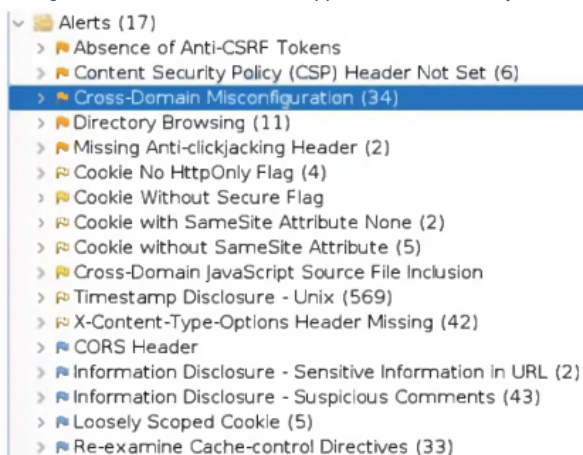 Alerts (17)
Absence of Anti-CSRF Tokens
Content Security Policy (CSP) Header Not Set (6)
Cross-Domain Misconfiguration (34)
Directory Browsing (11)
Missing Anti-clickjacking Header (2)
Cookie No HttpOnly Flag (4)
Cookie Without Secure Flag
Cookie with SameSite Attribute None (2)
Cookie without SameSite Attribute (5)
Cross-Domain JavaScript Source File Inclusion
Timestamp Disclosure - Unix (569)
X-Content-Type-Options Header Missing (42)
CORS Header
Information Disclosure - Sensitive Information in URL (2)
Information Disclosure - Suspicious Comments (43)
Loosely Scoped Cookie (5)
Re-examine Cache-control Directives (33)